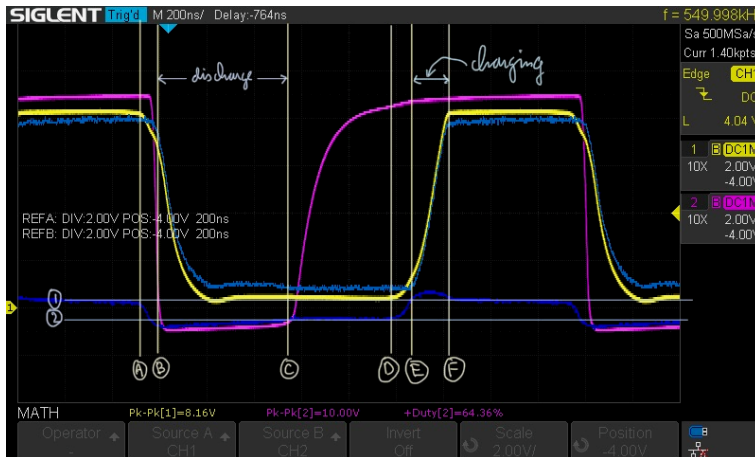 SIGLENT Trig'd M 200ns/ Delay:-764ns f = 549.998kH
Sa 500MSa/s
Curr 1.40kpts
discharge charging
Edge CH1
DC
L 4.04 V
1 B DC1M
10X 2.00V
-4.00V
2 B DC1M
10X 2.00V
-4.00V
REFA: DIV:2.00V POS:-4.00V 200ns
REFB: DIV:2.00V POS:-4.00V 200ns
1
1
2
A B C D E F
MATH Pk-Pk[1]=8.16V Pk-Pk[2]=10.00V +Duty[2]=64.36%
Operator Source A Source B Invert Scale Position
- CH1 CH2 Off 2.00V/ -4.00V